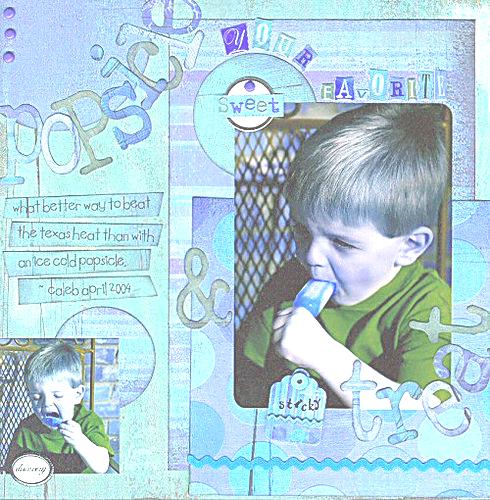 popsicle
YOUR
FAVORITE
Sweet
what better way to beat
the texas heat than with
an ice cold popsicle.
~ caleb april 2004
&
sticky
treat